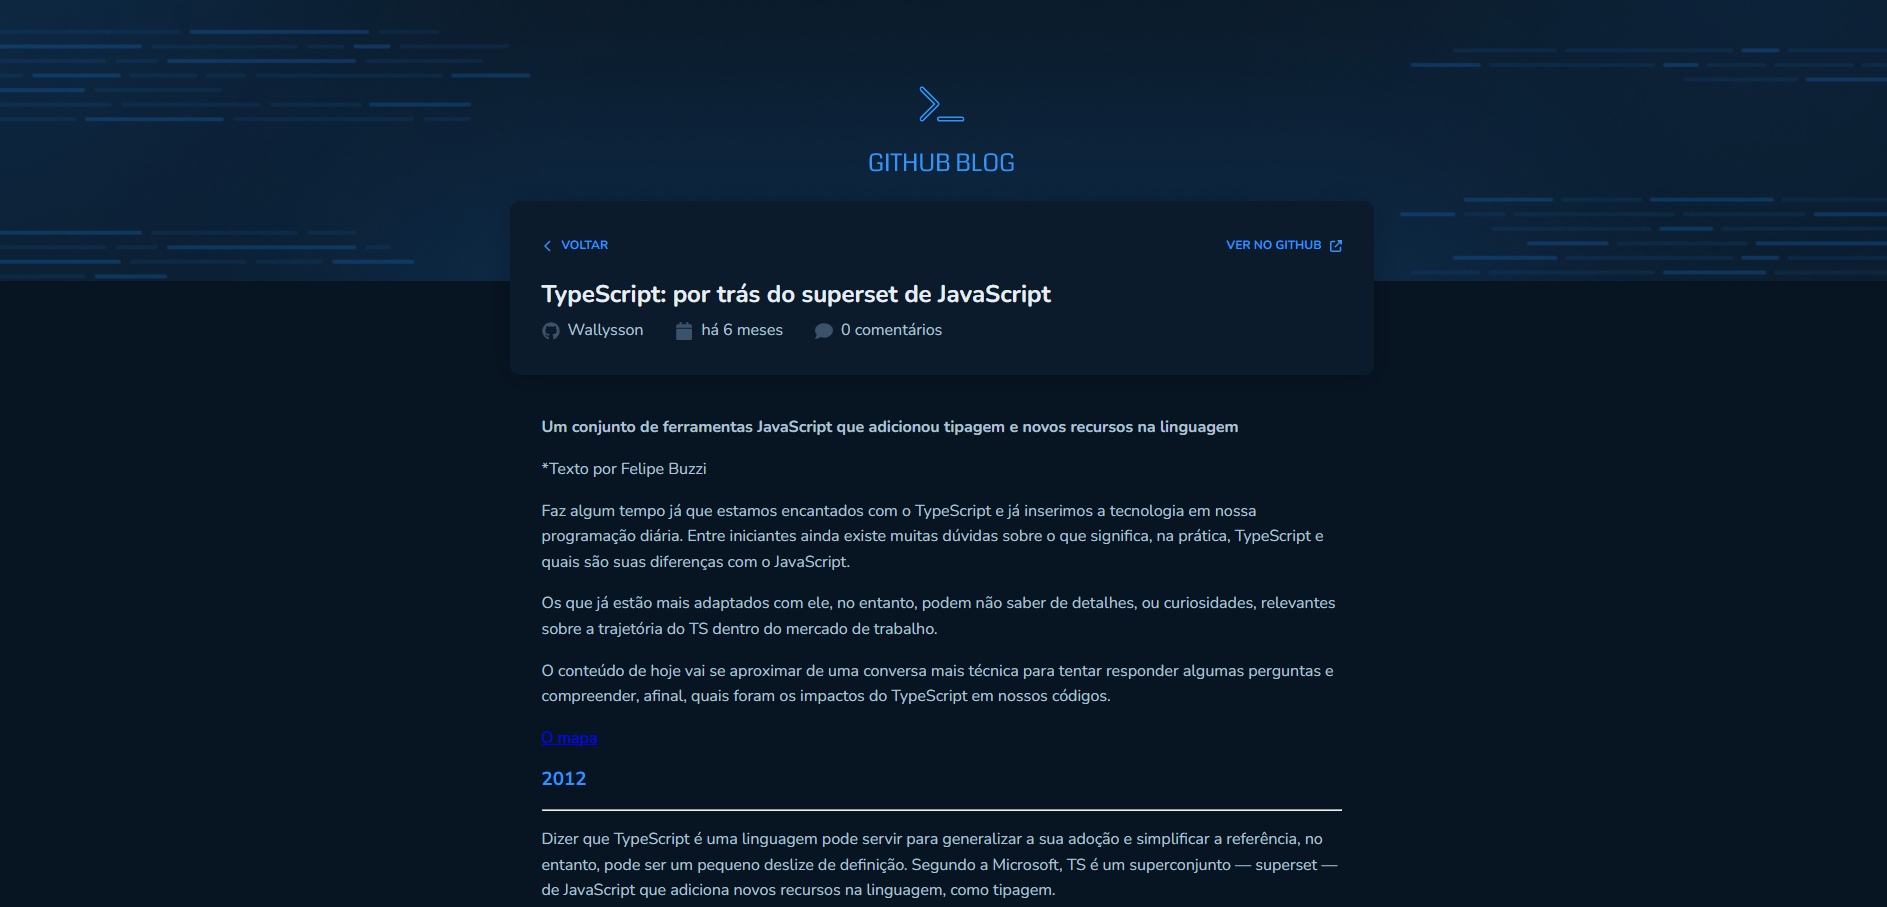 GITHUB BLOG
VOLTAR
VER NO GITHUB
TypeScript: por trás do superset de JavaScript
Wallysson há 6 meses 0 comentários
Um conjunto de ferramentas JavaScript que adicionou tipagem e novos recursos na linguagem
*Texto por Felipe Buzzi
Faz algum tempo já que estamos encantados com o TypeScript e já inserimos a tecnologia em nossa
programação diária. Entre iniciantes ainda existe muitas dúvidas sobre o que significa, na prática, TypeScript e
quais são suas diferenças com o JavaScript.
Os que já estão mais adaptados com ele, no entanto, podem não saber de detalhes, ou curiosidades, relevantes
sobre a trajetória do TS dentro do mercado de trabalho.
O conteúdo de hoje vai se aproximar de uma conversa mais técnica para tentar responder algumas perguntas e
compreender, afinal, quais foram os impactos do TypeScript em nossos códigos.
O mapa
2012
Dizer que TypeScript é uma linguagem pode servir para generalizar a sua adoção e simplificar a referência, no
entanto, pode ser um pequeno deslize de definição. Segundo a Microsoft, TS é um superconjunto — superset —
de JavaScript que adiciona novos recursos na linguagem, como tipagem.